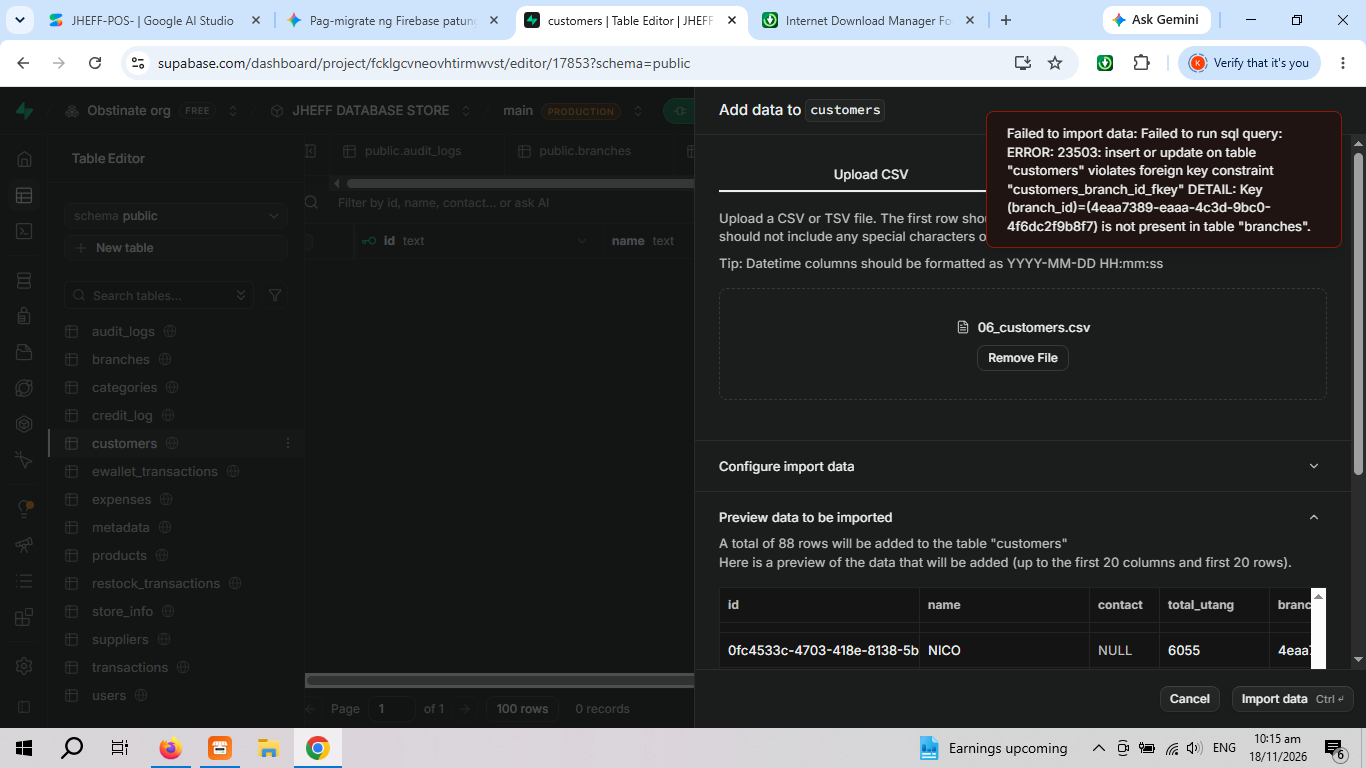 JHEFF-POS- | Google AI Studio
Pag-migrate ng Firebase patung
customers | Table Editor | JHEFF
Internet Download Manager Fo
Ask Gemini
supabase.com/dashboard/project/fcklgcvneovhtirmwvst/editor/17853?schema=public
K
Verify that it's you
Obstinate org
FREE
JHEFF DATABASE STORE
main
PRODUCTION
Table Editor
schema public
New table
Search tables...
audit_logs
branches
categories
credit_log
customers
ewallet_transactions
expenses
metadata
products
restock_transactions
store_info
suppliers
transactions
users
public.audit_logs
public.branches
Filter by id, name, contact... or ask AI
id text
name text
Page
1
of 1
100 rows
0 records
Add data to customers
Failed to import data: Failed to run sql query:
ERROR: 23503: insert or update on table
"customers" violates foreign key constraint
"customers_branch_id_fkey" DETAIL: Key
(branch_id)=(4eaa7389-eaaa-4c3d-9bc0-
4f6dc2f9b8f7) is not present in table "branches".
Upload CSV
Upload a CSV or TSV file. The first row shou
should not include any special characters o
Tip: Datetime columns should be formatted as YYYY-MM-DD HH:mm:ss
06_customers.csv
Remove File
Configure import data
Preview data to be imported
A total of 88 rows will be added to the table "customers"
Here is a preview of the data that will be added (up to the first 20 columns and first 20 rows).
id name contact total_utang branc
0fc4533c-4703-418e-8138-5b NICO NULL 6055 4eaa7
Cancel
Import data Ctrl ↵
Earnings upcoming
ENG
10:15 am
18/11/2026
6